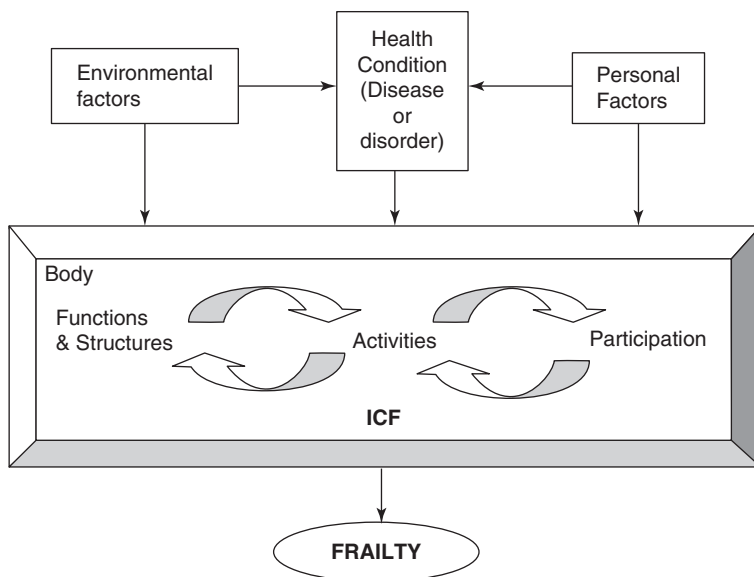 Environmental
factors
Health
Condition
(Disease
or
disorder)
Personal
Factors
Body
Functions
& Structures
Activities
Participation
ICF
FRAILTY